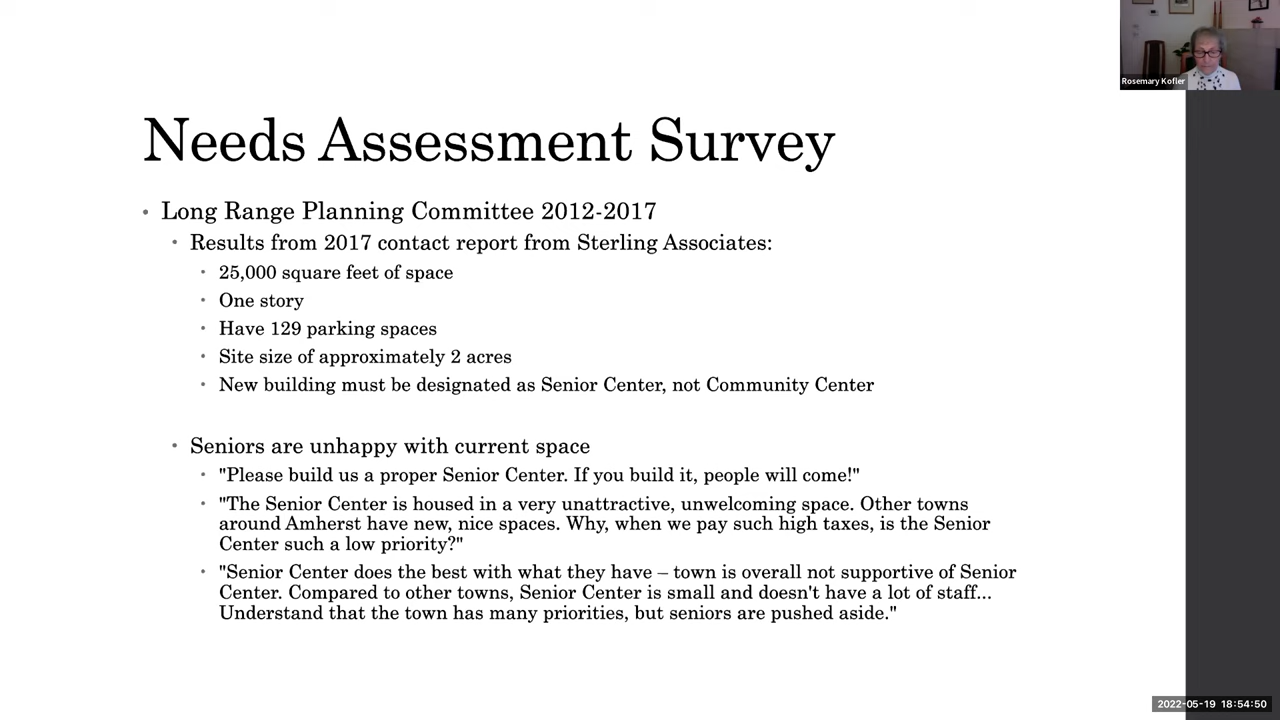 Rosemary Kofler
Needs Assessment Survey
• Long Range Planning Committee 2012-2017
• Results from 2017 contact report from Sterling Associates:
• 25,000 square feet of space
• One story
• Have 129 parking spaces
• Site size of approximately 2 acres
• New building must be designated as Senior Center, not Community Center
• Seniors are unhappy with current space
• "Please build us a proper Senior Center. If you build it, people will come!"
• "The Senior Center is housed in a very unattractive, unwelcoming space. Other towns
around Amherst have new, nice spaces. Why, when we pay such high taxes, is the Senior
Center such a low priority?"
• "Senior Center does the best with what they have – town is overall not supportive of Senior
Center. Compared to other towns, Senior Center is small and doesn't have a lot of staff...
Understand that the town has many priorities, but seniors are pushed aside."
2022-05-19 18:54:50